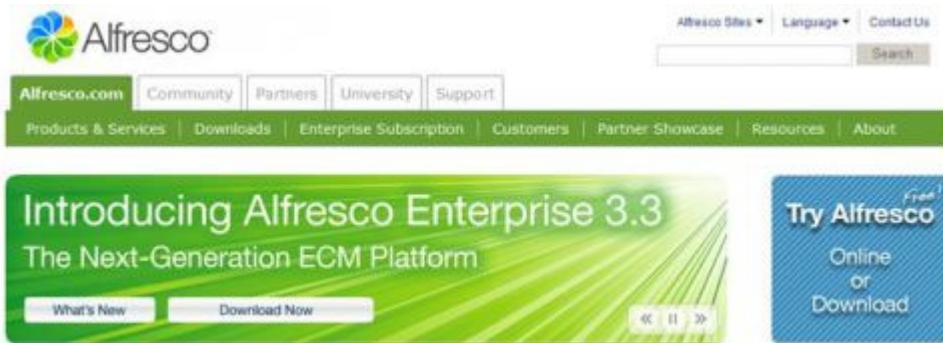 Alfresco
Alfresco Sites Language Contact Us
Search
Alfresco.com Community Partners University Support
Products & Services Downloads Enterprise Subscription Customers Partner Showcase Resources About
Introducing Alfresco Enterprise 3.3
The Next-Generation ECM Platform
What's New Download Now
Free
Try Alfresco
Online
or
Download